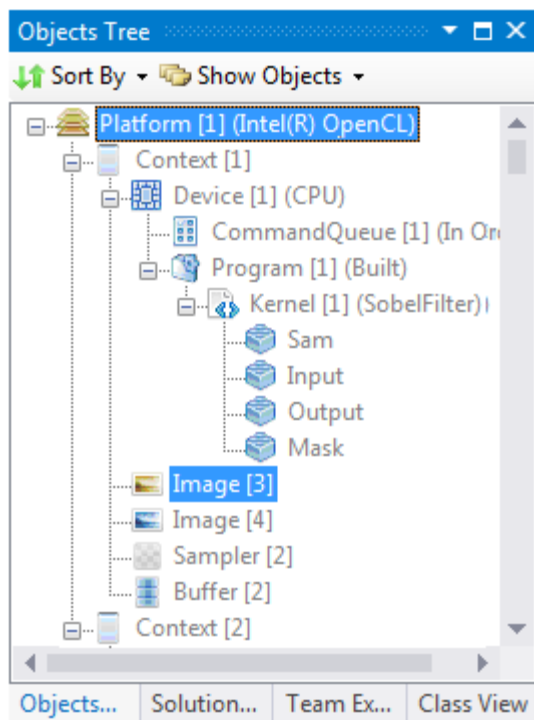 Objects Tree
Sort By Show Objects
Platform [1] (Intel(R) OpenCL)
Context [1]
Device [1] (CPU)
CommandQueue [1] (In
Program [1] (Built)
Kernel [1] (SobelFilter)
Sam
Input
Output
Mask
Image [3]
Image [4]
Sampler [2]
Buffer [2]
Context [2]
Objects... Solution... Team Ex... Class View